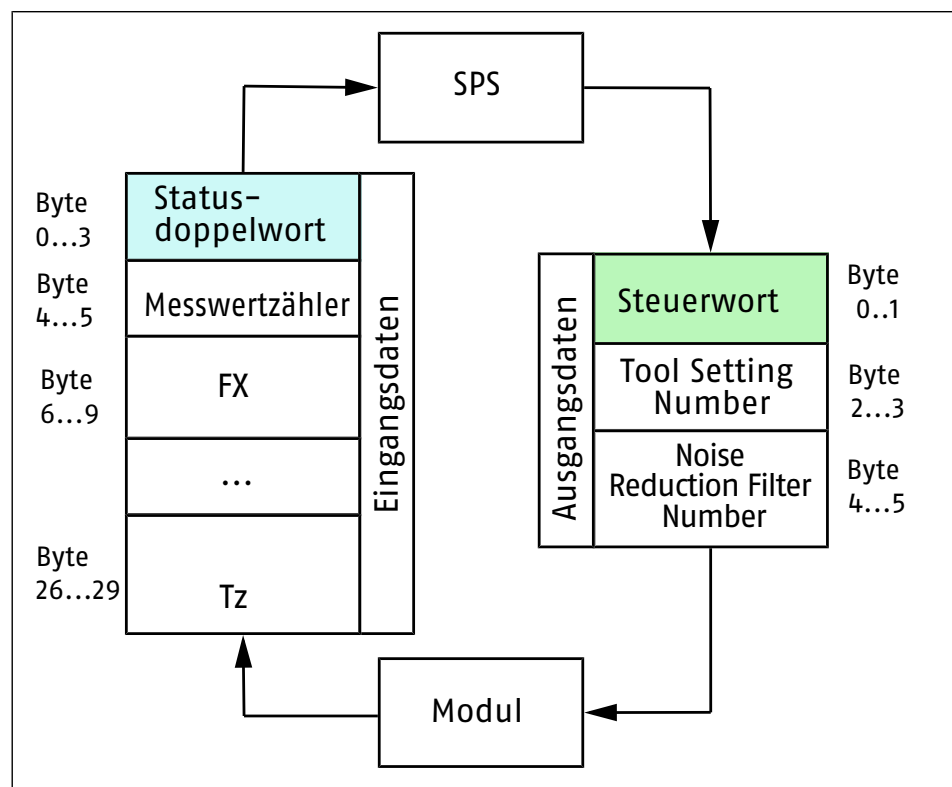 SPS
Byte
0...3
Status-
doppelwort
Byte
4...5
Messwertzähler
Byte
6...9
FX
...
Byte
26...29
Tz
Eingangsdaten
Ausgangsdaten
Steuerwort
Byte
0..1
Tool Setting
Number
Byte
2...3
Noise
Reduction Filter
Number
Byte
4...5
Modul